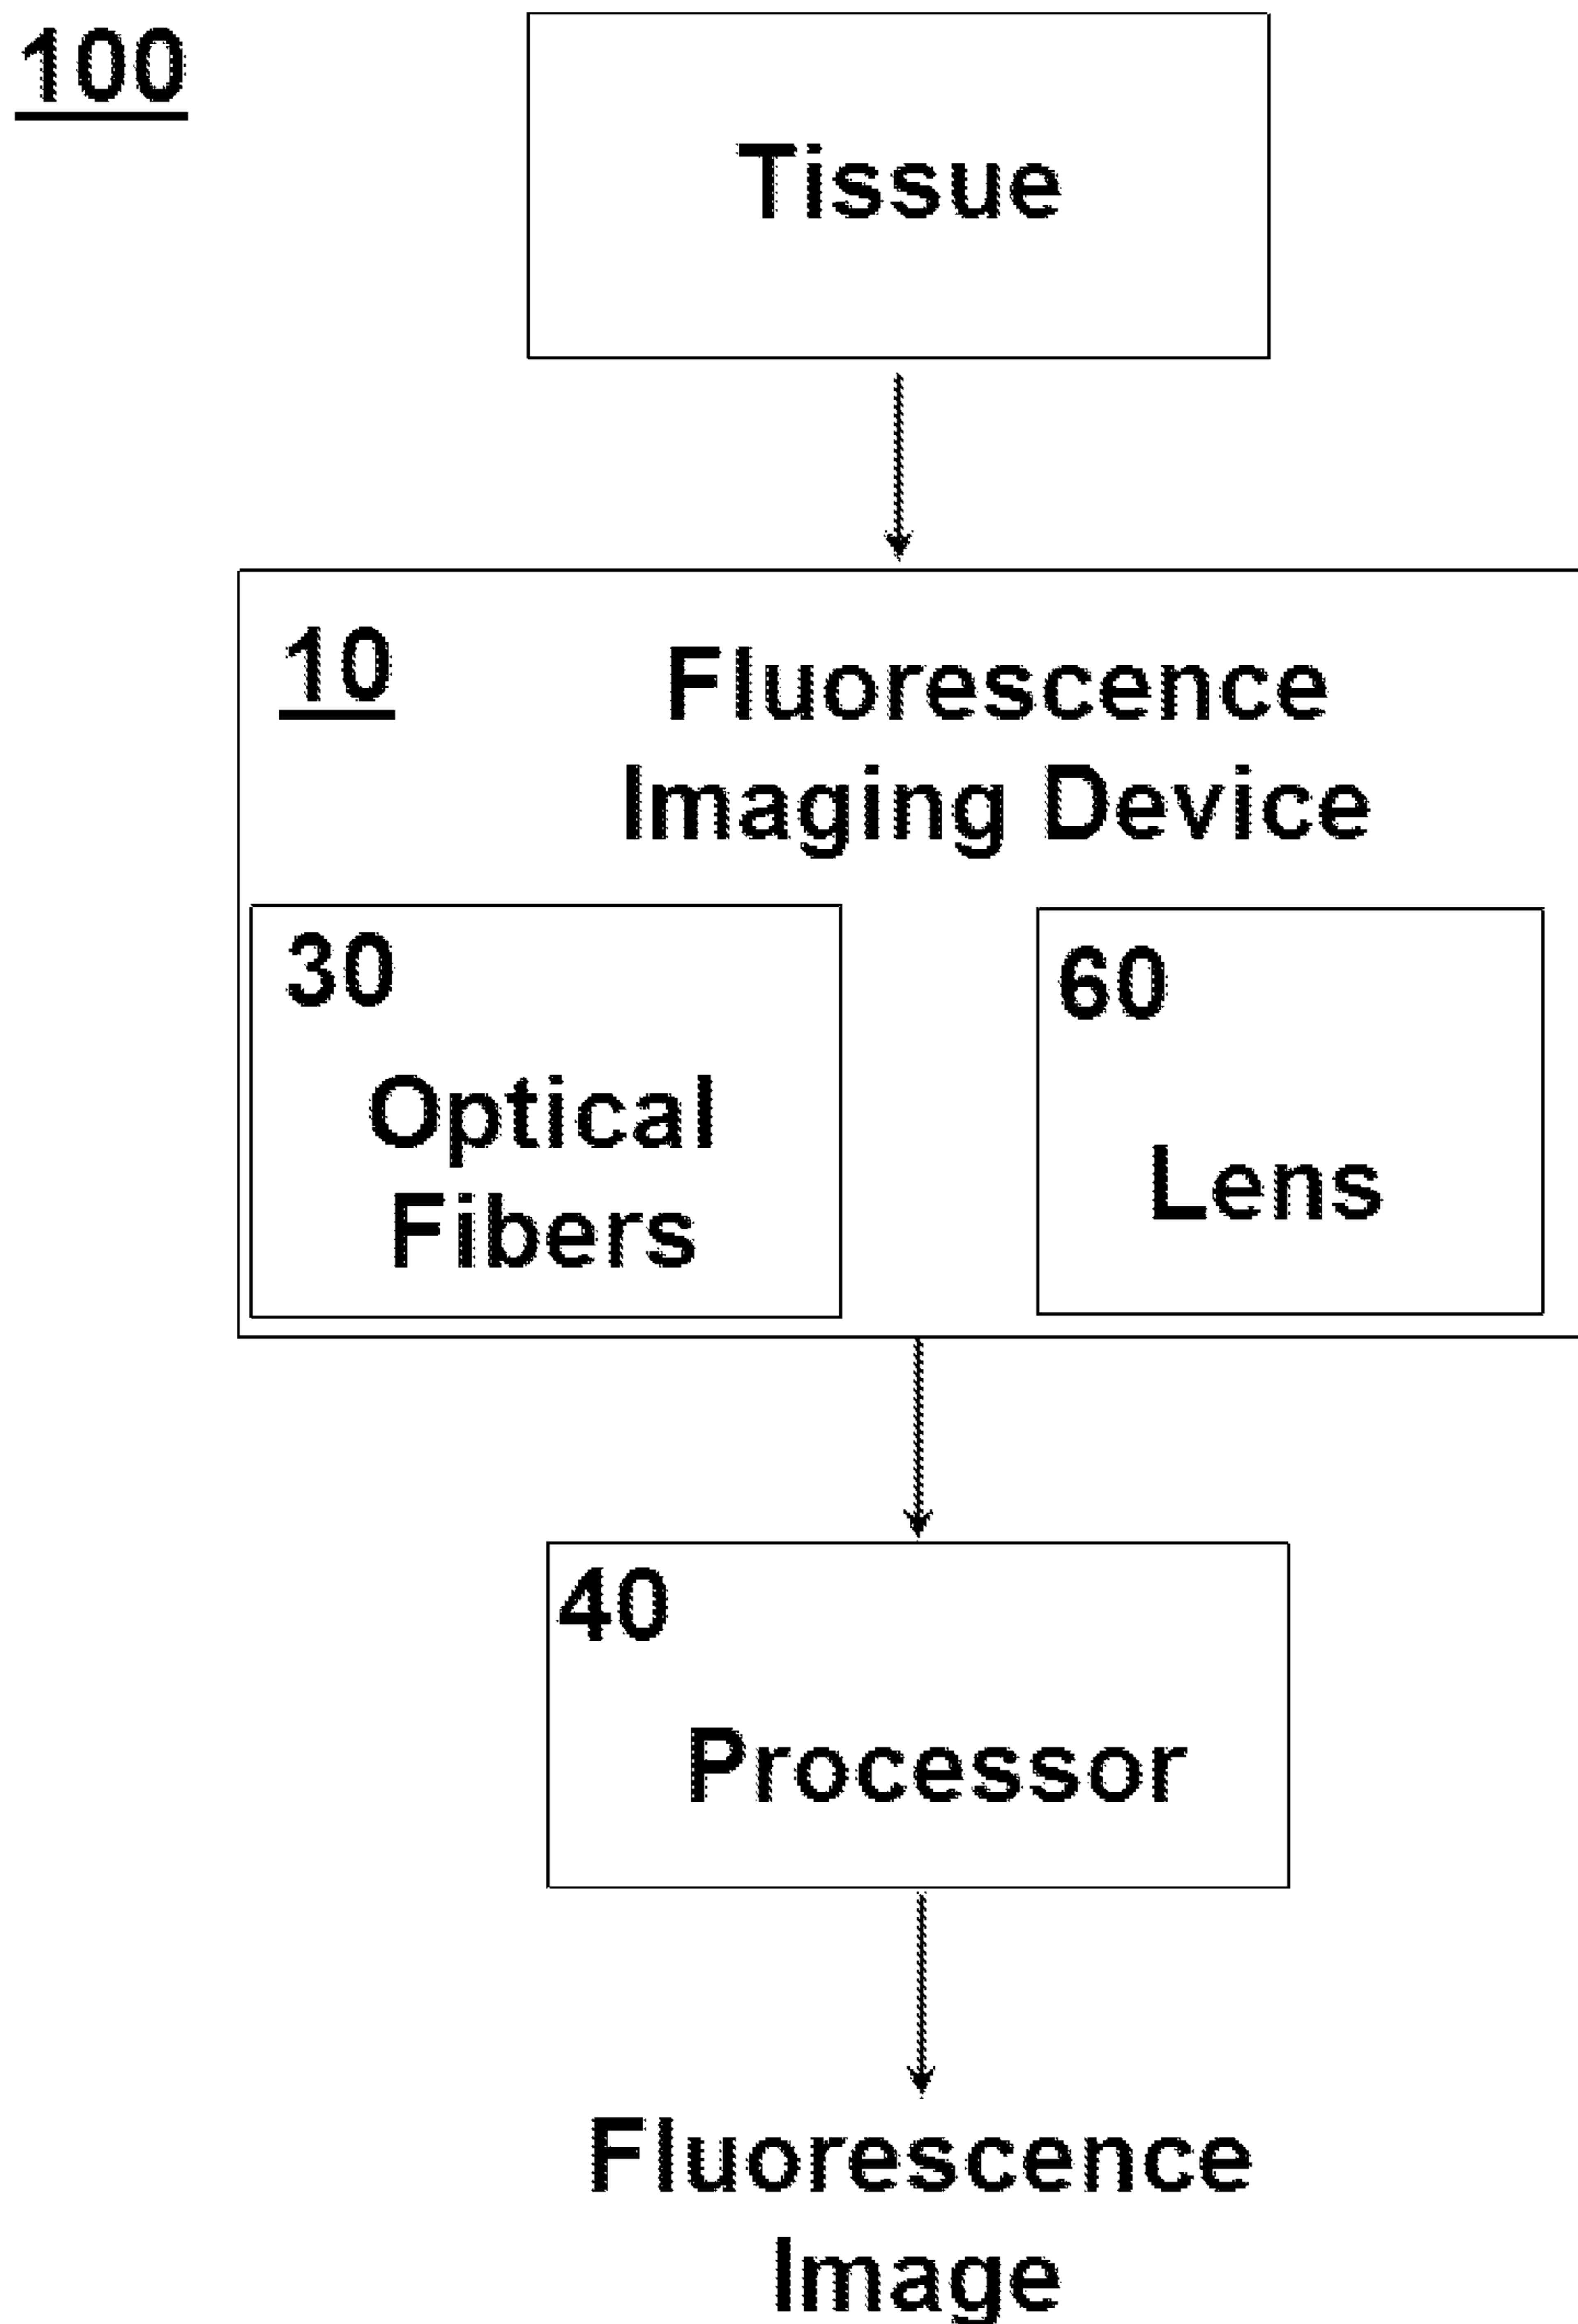 100
Tissue
10
Fluorescence
Imaging Device
30
Optical
Fibers
60
Lens
40
Processor
Fluorescence
Image